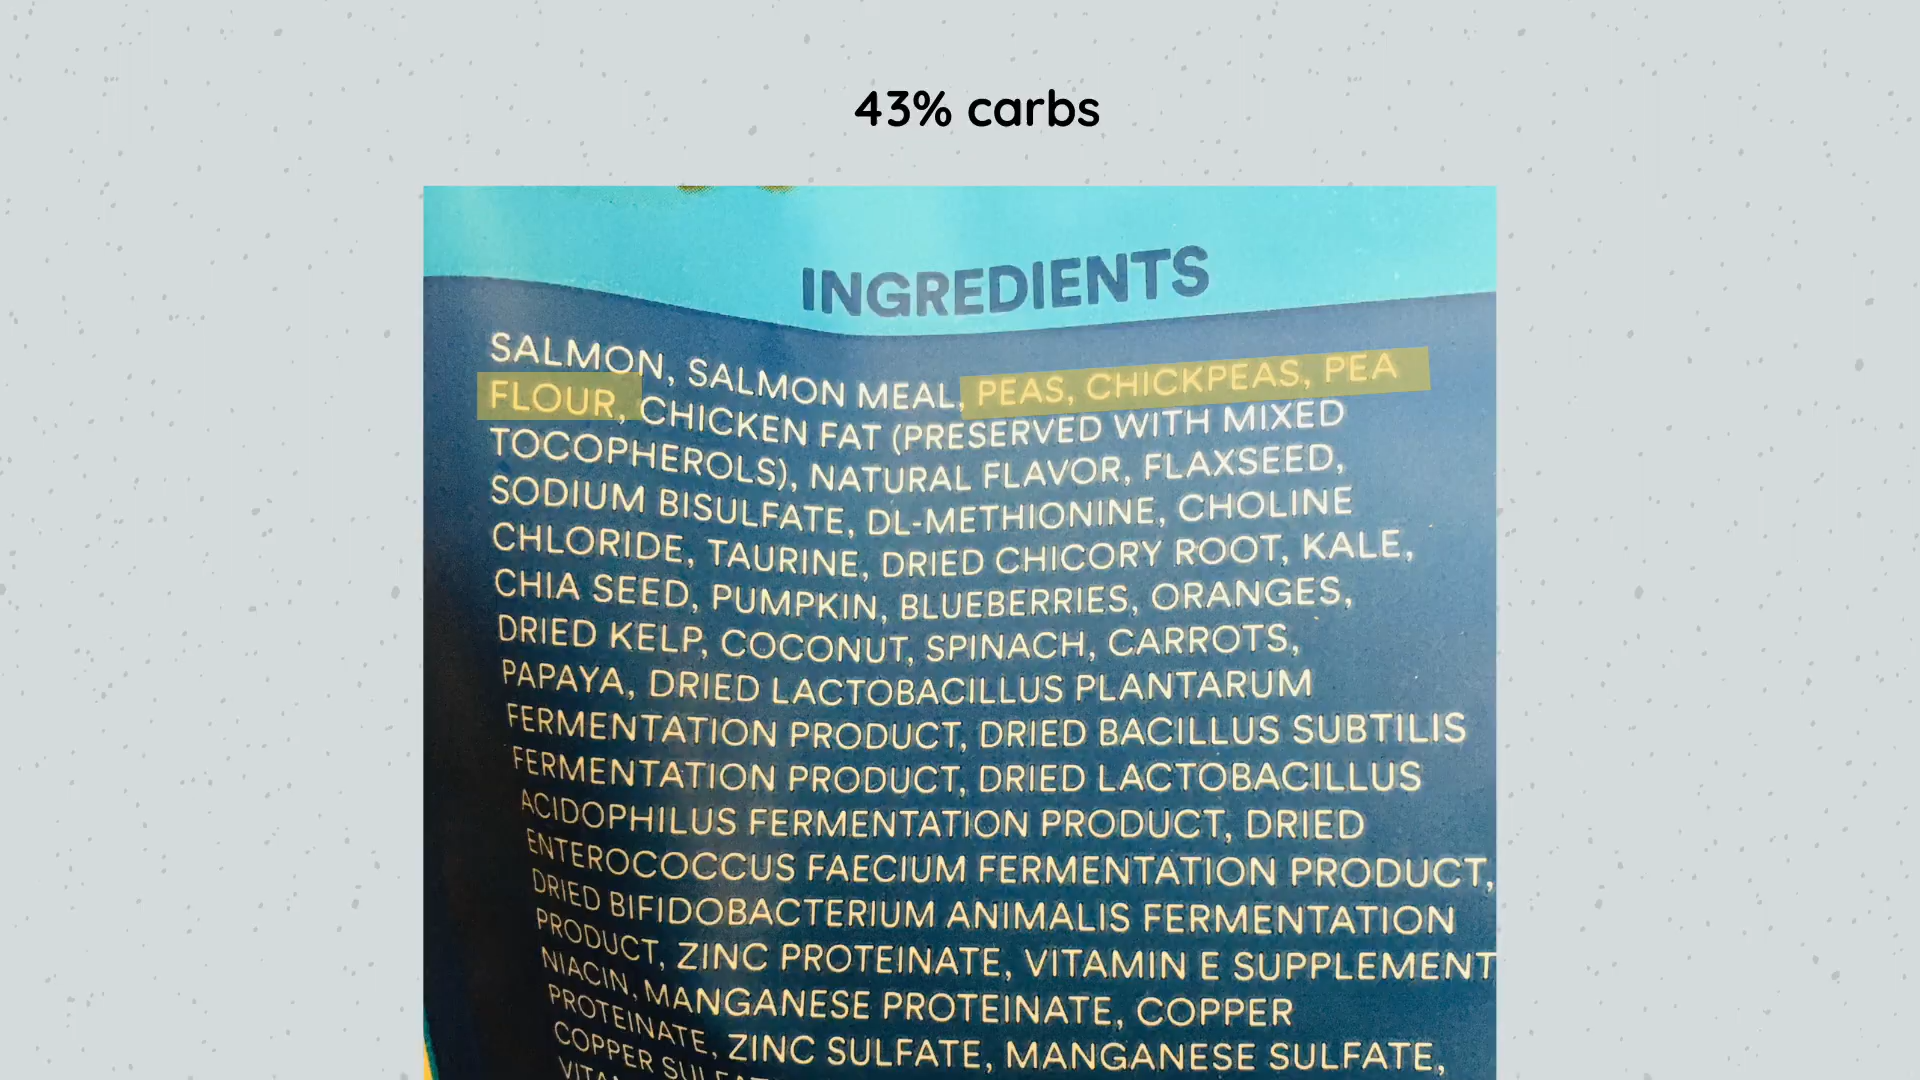 43% carbs
INGREDIENTS
SALMON, SALMON MEAL, PEAS, CHICKPEAS, PEA
FLOUR, CHICKEN FAT (PRESERVED WITH MIXED
TOCOPHEROLS), NATURAL FLAVOR, FLAXSEED,
SODIUM BISULFATE, DL-METHIONINE, CHOLINE
CHLORIDE, TAURINE, DRIED CHICORY ROOT, KALE,
CHIA SEED, PUMPKIN, BLUEBERRIES, ORANGES,
DRIED KELP, COCONUT, SPINACH, CARROTS,
PAPAYA, DRIED LACTOBACILLUS PLANTARUM
FERMENTATION PRODUCT, DRIED BACILLUS SUBTILIS
FERMENTATION PRODUCT, DRIED LACTOBACILLUS
ACIDOPHILUS FERMENTATION PRODUCT, DRIED
ENTEROCOCCUS FAECIUM FERMENTATION PRODUCT,
DRIED BIFIDOBACTERIUM ANIMALIS FERMENTATION
PRODUCT, ZINC PROTEINATE, VITAMIN E SUPPLEMENT
NIACIN, MANGANESE PROTEINATE, COPPER
PROTEINATE, ZINC SULFATE, MANGANESE SULFATE,
COPPER